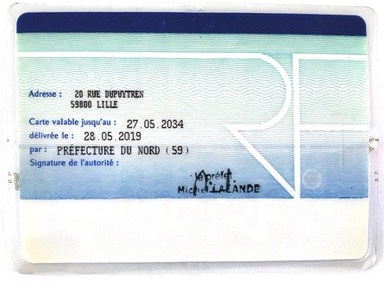 Adresse : 20 RUE DUPUYTREN
59800 LILLE
Carte valable jusqu'au : 27.05.2034
délivrée le : 28.05.2019
par : PRÉFECTURE DU NORD (59)
Signature de l'autorité :
le préfet
Michel LALANDE
RF